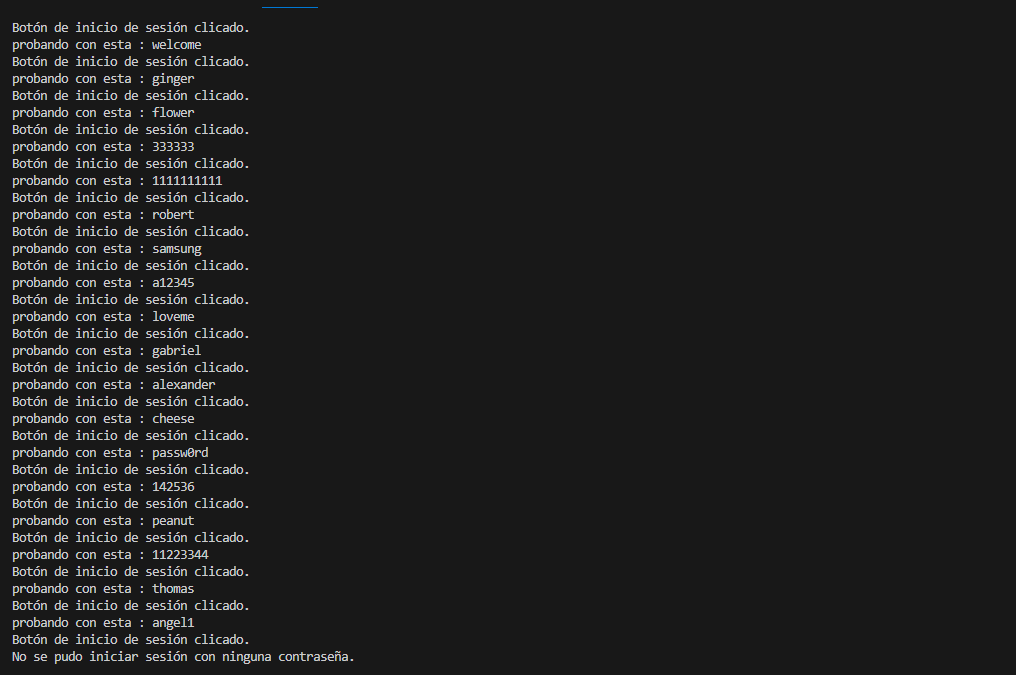 Botón de inicio de sesión clicado.
probando con esta : welcome
Botón de inicio de sesión clicado.
probando con esta : ginger
Botón de inicio de sesión clicado.
probando con esta : flower
Botón de inicio de sesión clicado.
probando con esta : 333333
Botón de inicio de sesión clicado.
probando con esta : 1111111111
Botón de inicio de sesión clicado.
probando con esta : robert
Botón de inicio de sesión clicado.
probando con esta : samsung
Botón de inicio de sesión clicado.
probando con esta : a12345
Botón de inicio de sesión clicado.
probando con esta : loveme
Botón de inicio de sesión clicado.
probando con esta : gabriel
Botón de inicio de sesión clicado.
probando con esta : alexander
Botón de inicio de sesión clicado.
probando con esta : cheese
Botón de inicio de sesión clicado.
probando con esta : passw0rd
Botón de inicio de sesión clicado.
probando con esta : 142536
Botón de inicio de sesión clicado.
probando con esta : peanut
Botón de inicio de sesión clicado.
probando con esta : 11223344
Botón de inicio de sesión clicado.
probando con esta : thomas
Botón de inicio de sesión clicado.
probando con esta : angel1
Botón de inicio de sesión clicado.
No se pudo iniciar sesión con ninguna contraseña.